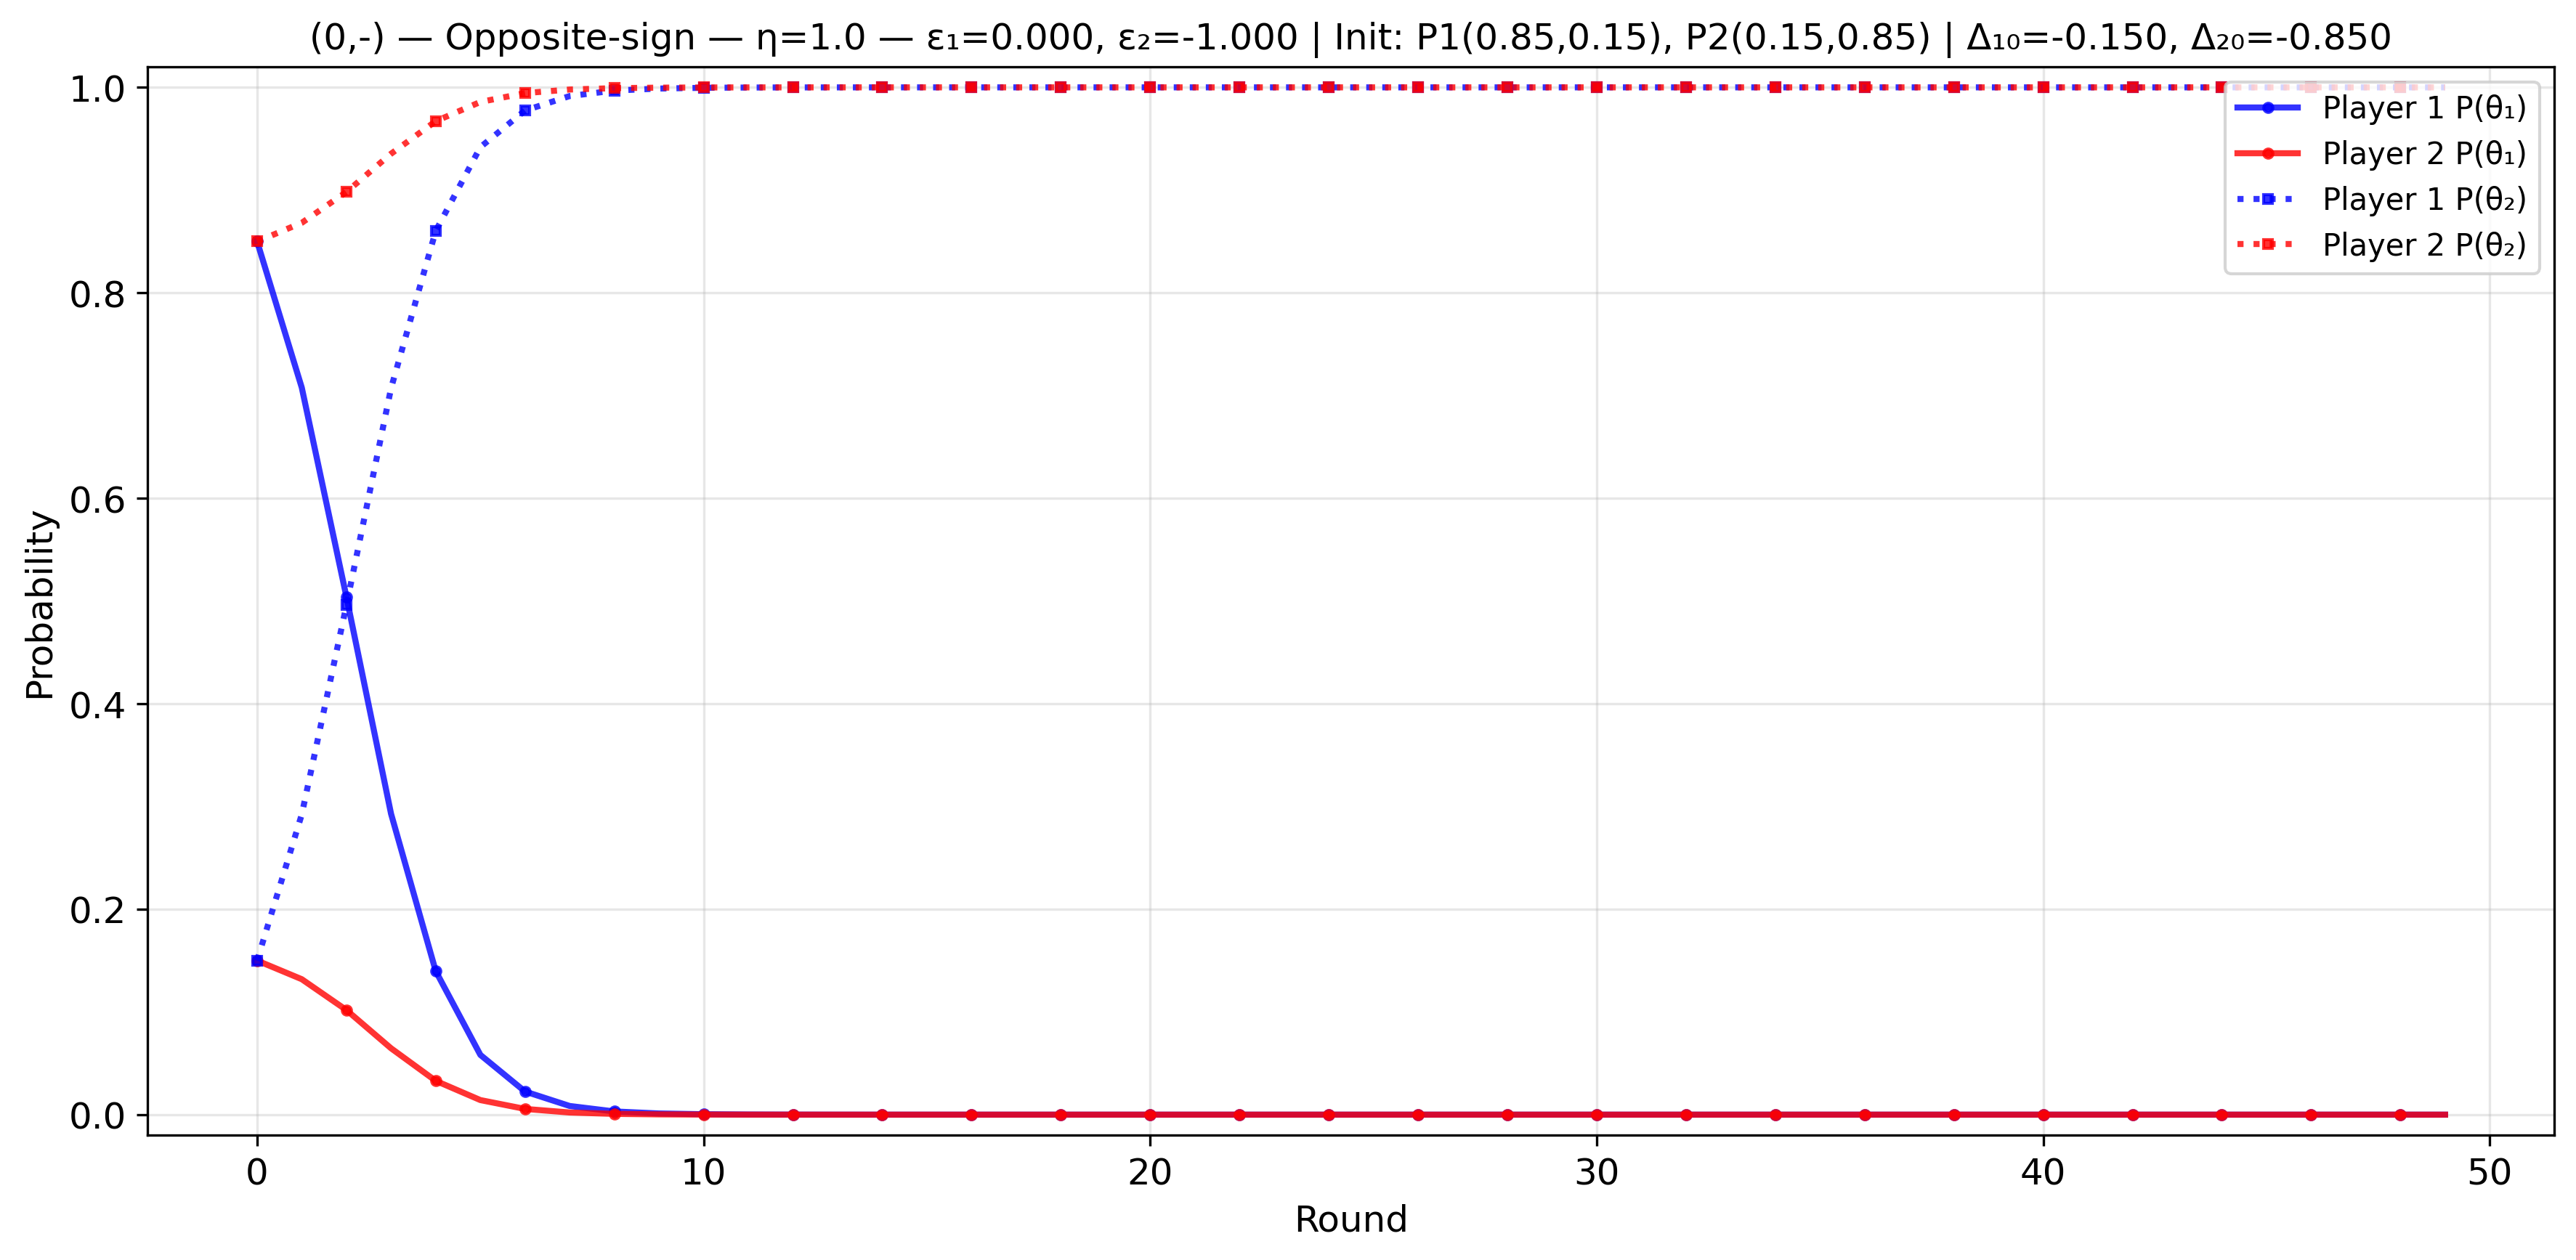 (0,-) — Opposite-sign — η=1.0 — ε₁=0.000, ε₂=-1.000 | Init: P1(0.85,0.15), P2(0.15,0.85) | Δ₁₀=-0.150, Δ₂₀=-0.850
1.0
0.8
0.6
0.4
0.2
0.0
Probability
Player 1 P(θ₁)
Player 2 P(θ₁)
Player 1 P(θ₂)
Player 2 P(θ₂)
0 10 20 30 40 50
Round